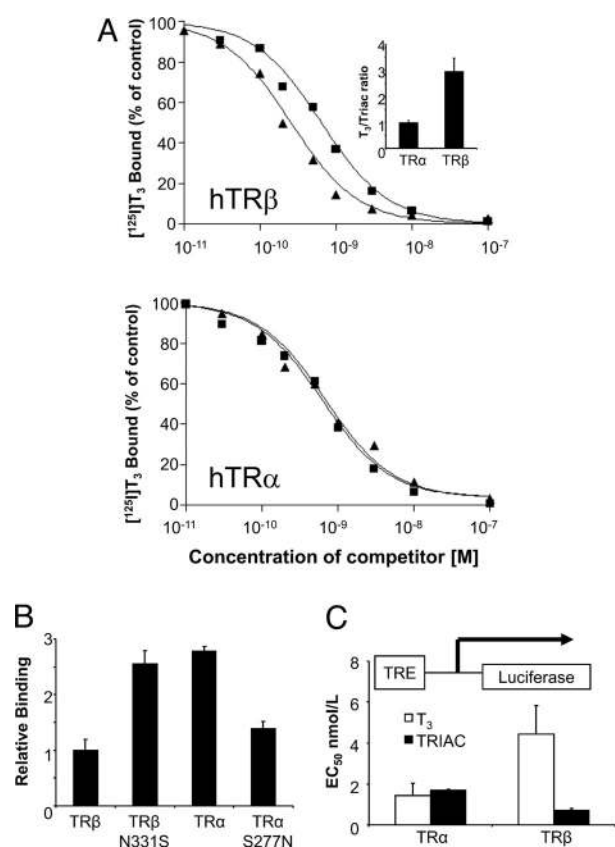 A
[¹²⁵I]T₃ Bound (% of control)
100
80
60
40
20
0
10⁻¹¹ 10⁻¹⁰ 10⁻⁹ 10⁻⁸ 10⁻⁷
hTRβ
T₃/Triac ratio
4
3
2
1
0
TRα TRβ
[¹²⁵I]T₃ Bound (% of control)
100
80
60
40
20
0
10⁻¹¹ 10⁻¹⁰ 10⁻⁹ 10⁻⁸ 10⁻⁷
hTRα
Concentration of competitor [M]
B
Relative Binding
3
2
1
0
TRβ TRβ TRα TRα
N331S S277N
C
TRE Luciferase
EC₅₀ nmol/L
8
6
4
2
0
T₃
TRIAC
TRα TRβ